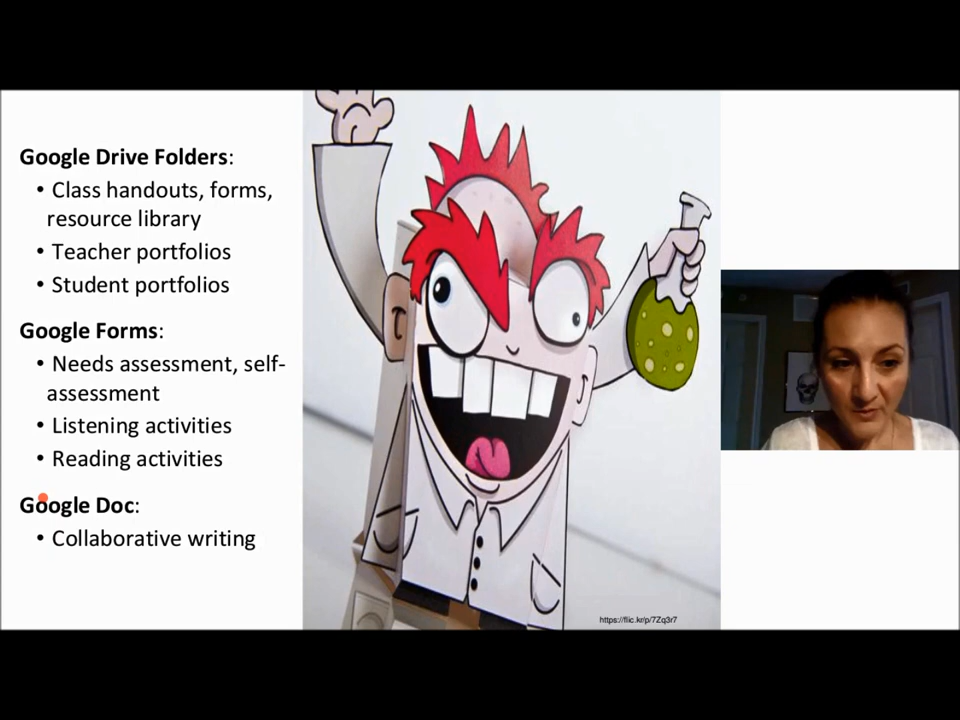 Google Drive Folders:
• Class handouts, forms,
resource library
• Teacher portfolios
• Student portfolios
Google Forms:
• Needs assessment, self-
assessment
• Listening activities
• Reading activities
Google Doc:
• Collaborative writing
https://flic.kr/p/7Zq3r7